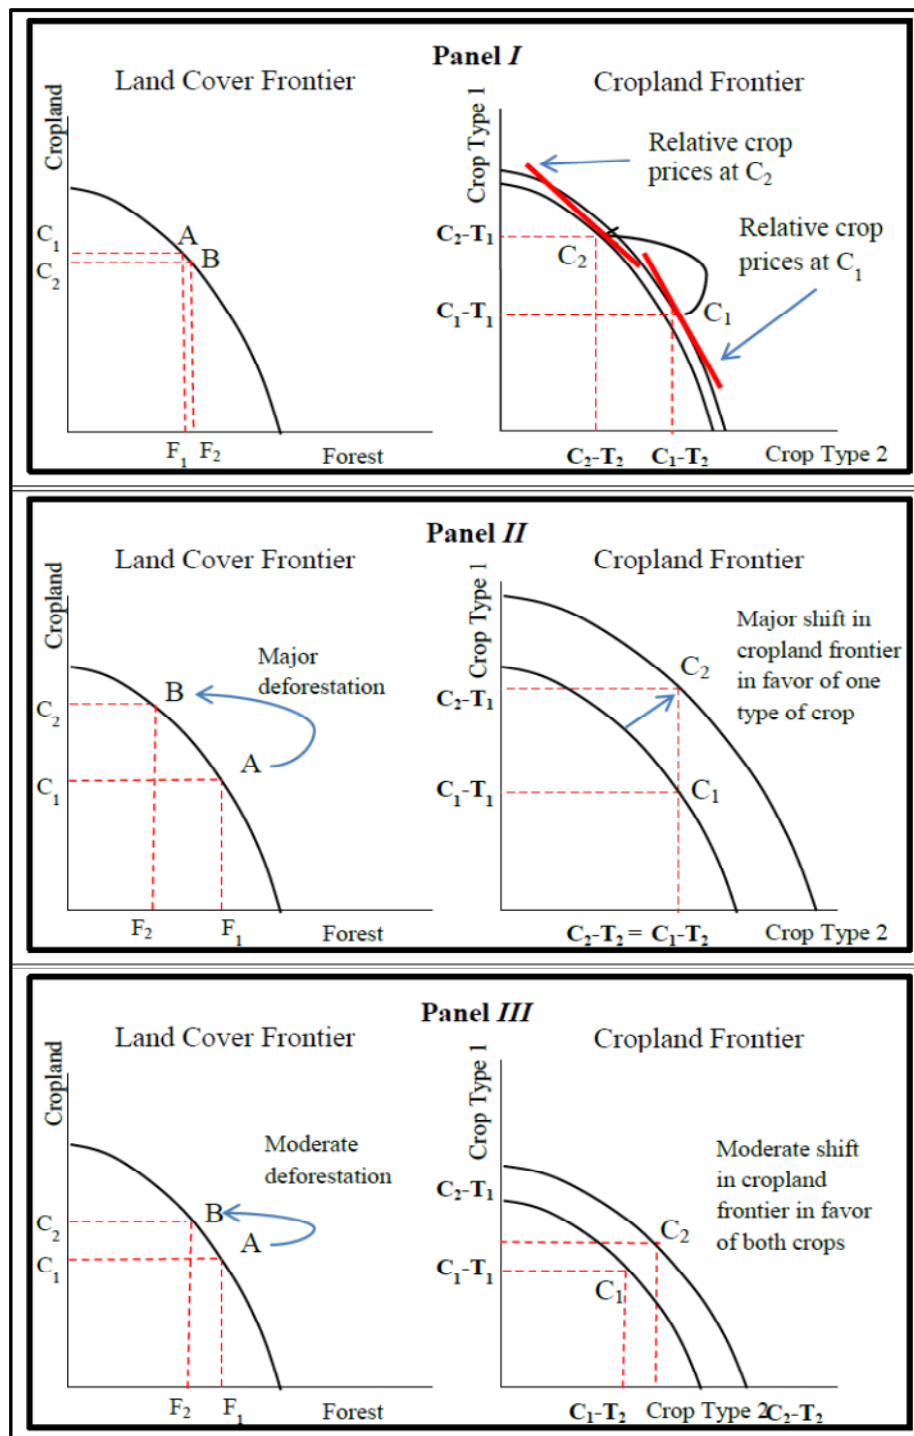 Panel I
Land Cover Frontier
Cropland Frontier
Cropland
Crop Type 1
Relative crop
prices at C2
Relative crop
prices at C1
C1
C2
A
B
F1 F2
Forest
C2-T1
C1-T1
C2
C1
C2-T2 C1-T2
Crop Type 2
Panel II
Land Cover Frontier
Cropland Frontier
Cropland
Crop Type 1
Major
deforestation
Major shift in
cropland frontier
in favor of one
type of crop
B
A
C2
C1
F2
F1
Forest
C2-T1
C1-T1
C2
C1
C2-T2 = C1-T2
Crop Type 2
Panel III
Land Cover Frontier
Cropland Frontier
Cropland
Crop Type 1
Moderate
deforestation
Moderate shift
in cropland
frontier in favor
of both crops
B
A
C2
C1
F2
F1
Forest
C2-T1
C1-T1
C2
C1
C1-T2
Crop Type 2
C2-T2